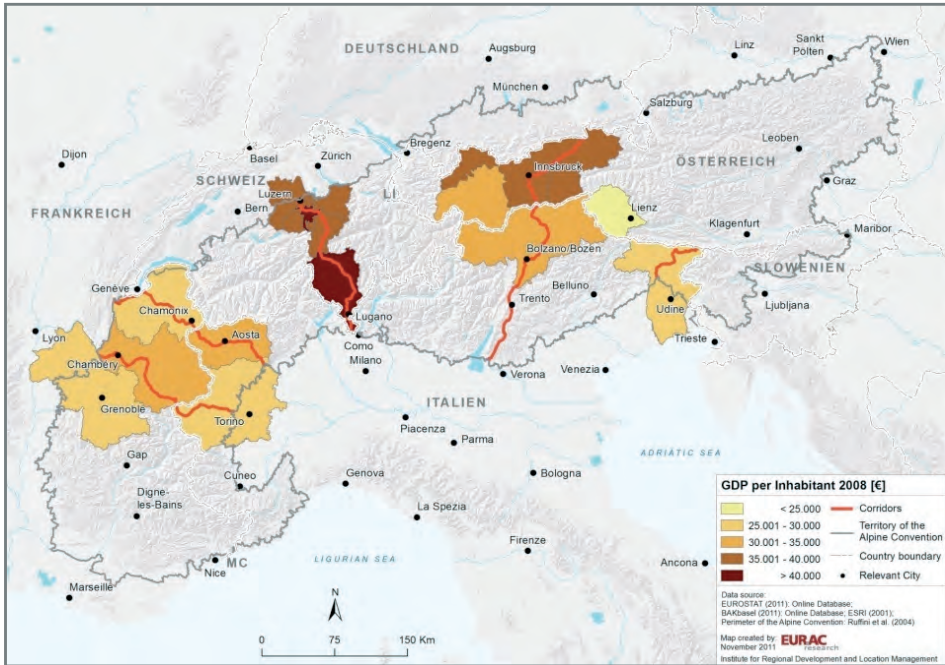 DEUTSCHLAND
Augsburg
Linz
Sankt
Pölten
Wien
München
Salzburg
Leoben
Dijon
Basel
Zürich
Bregenz
Innsbruck
ÖSTERREICH
SCHWEIZ
LI
Graz
Luzern
Bern
Lienz
FRANKREICH
Klagenfurt
Maribor
Bolzano/Bozen
SLOWENIEN
Genève
Belluno
Trento
Ljubljana
Chamonix
Lugano
Udine
Lyon
Aosta
Como
Trieste
Milano
Chambéry
Verona
Venezia
Grenoble
ITALIEN
Torino
Piacenza
Parma
ADRIATIC SEA
Gap
Cuneo
Genova
Bologna
Digne-
les-Bains
La Spezia
LIGURIAN SEA
Firenze
Ancona
MC
Nice
Marseille
N
0 75 150 Km
GDP per Inhabitant 2008 [€]
< 25.000
25.001 - 30.000
30.001 - 35.000
35.001 - 40.000
> 40.000
Corridors
Territory of the
Alpine Convention
Country boundary
Relevant City
Data source:
EUROSTAT (2011): Online Database;
BAKbasel (2011): Online Database; ESRI (2001);
Perimeter of the Alpine Convention: Ruffini et al. (2004)
Map created by: EURAC
research
November 2011
Institute for Regional Development and Location Management